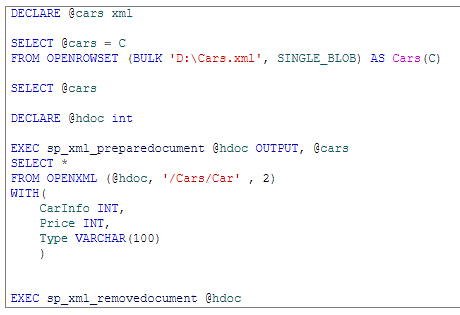 DECLARE @cars xml
SELECT @cars = C
FROM OPENROWSET (BULK 'D:\Cars.xml', SINGLE_BLOB) AS Cars(C)
SELECT @cars
DECLARE @hdoc int
EXEC sp_xml_preparedocument @hdoc OUTPUT, @cars
SELECT *
FROM OPENXML (@hdoc, '/Cars/Car' , 2)
WITH(
    CarInfo INT,
    Price INT,
    Type VARCHAR(100)
    )
EXEC sp_xml_removedocument @hdoc